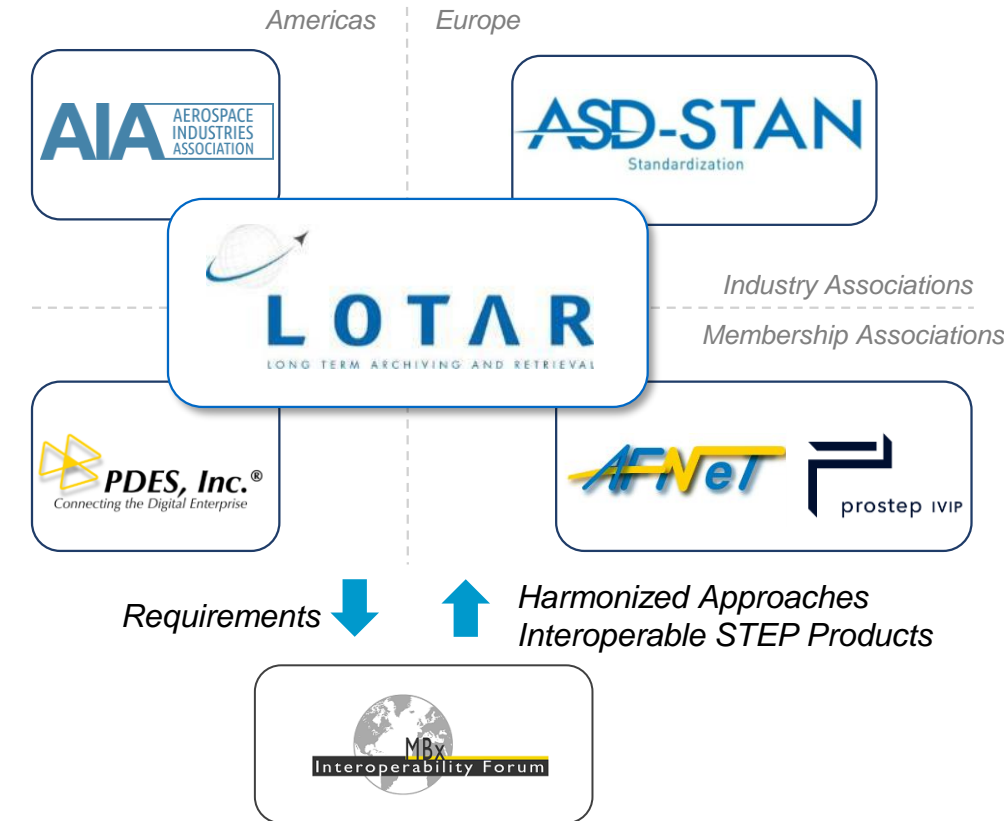 Americas
Europe
AIA
AEROSPACE
INDUSTRIES
ASSOCIATION
ASD-STAN
Standardization
LOTAR
LONG TERM ARCHIVING AND RETRIEVAL
Industry Associations
Membership Associations
PDES, Inc.®
Connecting the Digital Enterprise
AFNeT
prostep IVIP
Requirements
Harmonized Approaches
Interoperable STEP Products
MBx
Interoperability Forum